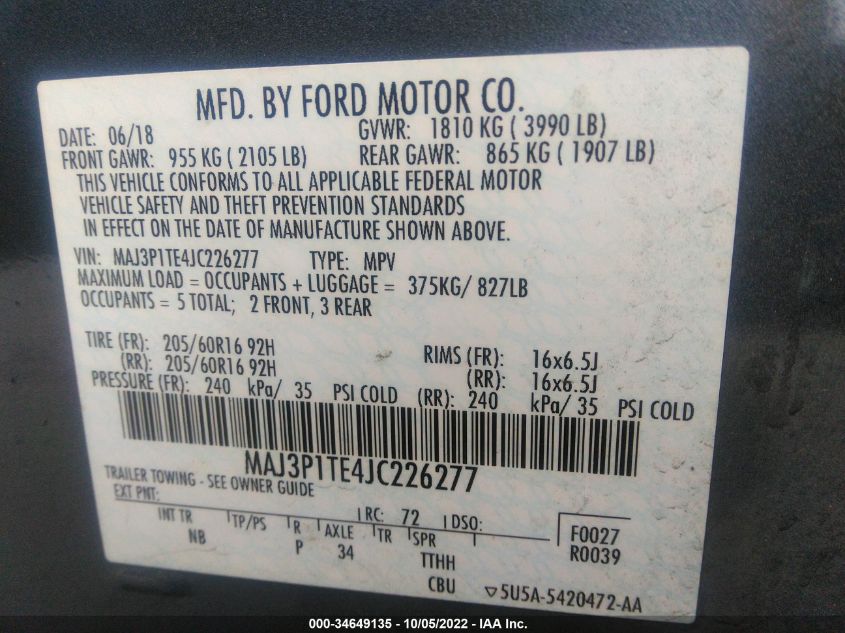 MFD. BY FORD MOTOR CO.
DATE: 06/18 GVWR: 1810 KG ( 3990 LB)
FRONT GAWR: 955 KG ( 2105 LB) REAR GAWR: 865 KG ( 1907 LB)
THIS VEHICLE CONFORMS TO ALL APPLICABLE FEDERAL MOTOR
VEHICLE SAFETY AND THEFT PREVENTION STANDARDS
IN EFFECT ON THE DATE OF MANUFACTURE SHOWN ABOVE.
VIN: MAJ3P1TE4JC226277 TYPE: MPV
MAXIMUM LOAD = OCCUPANTS + LUGGAGE = 375KG/ 827LB
OCCUPANTS = 5 TOTAL; 2 FRONT, 3 REAR
TIRE (FR): 205/60R16 92H RIMS (FR): 16x6.5J
(RR): 205/60R16 92H (RR): 16x6.5J
PRESSURE (FR): 240 kPa/ 35 PSI COLD (RR): 240 kPa/ 35 PSI COLD
MAJ3P1TE4JC226277
TRAILER TOWING - SEE OWNER GUIDE
EXT PNT: RC: 72 DSO: F0027
INT TR TP/PS R AXLE TR SPR R0039
NB P 34 TTHH
CBU ▽5U5A-5420472-AA
000-34649135 - 10/05/2022 - IAA Inc.